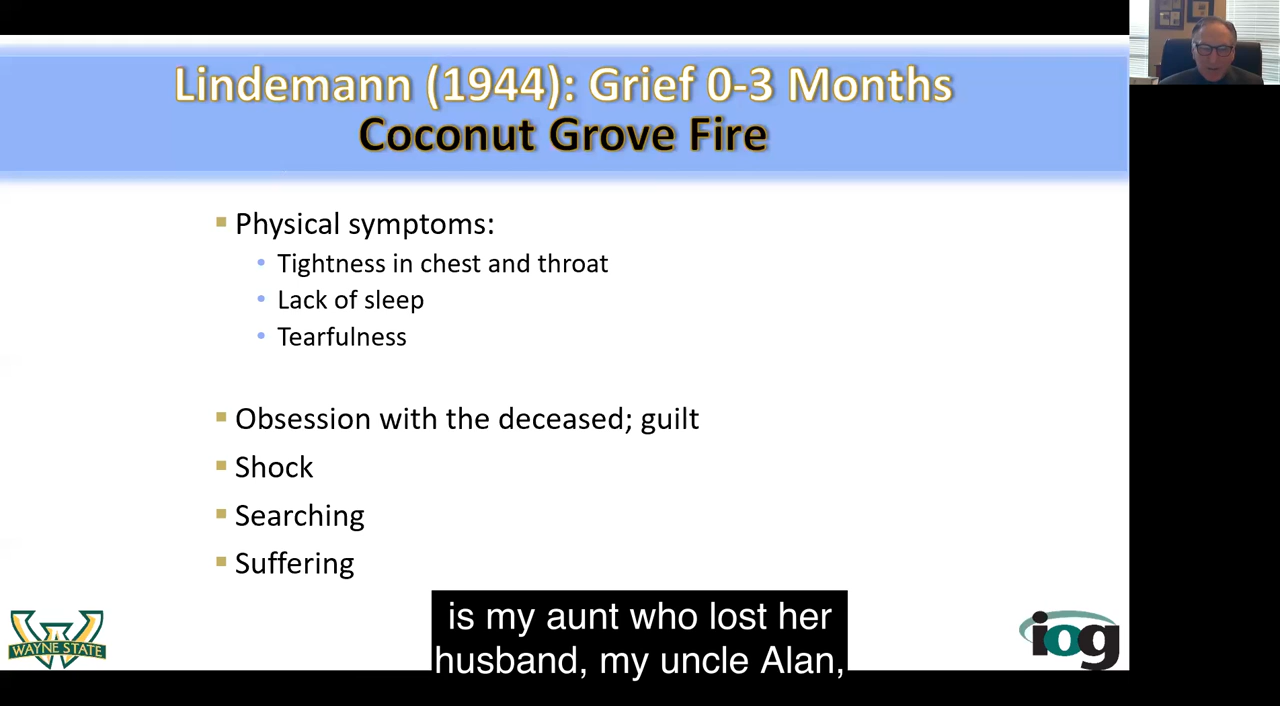 Lindemann (1944): Grief 0-3 Months
Coconut Grove Fire
Physical symptoms:
Tightness in chest and throat
Lack of sleep
Tearfulness
Obsession with the deceased; guilt
Shock
Searching
Suffering
is my aunt who lost her
husband, my uncle Alan,
W
WAYNE STATE
iog